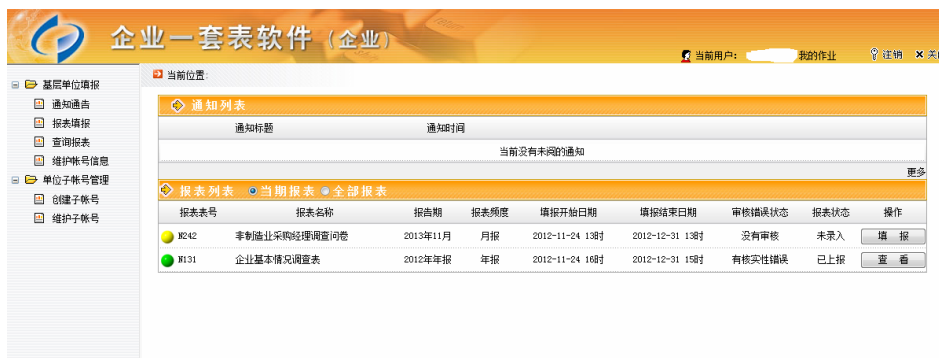 企业一套表软件（企业）
当前用户： 我的作业 注销 关
基层单位填报
通知通告
报表填报
查询报表
维护帐号信息
单位子帐号管理
创建子帐号
维护子帐号
当前位置:
通知列表
通知标题 通知时间
当前没有未阅的通知
更多
报表列表 当期报表 全部报表
报表表号 报表名称 报告期 报表频度 填报开始日期 填报结束日期 审核错误状态 报表状态 操作
N242 非制造业采购经理调查问卷 2013年11月 月报 2012-11-24 13时 2012-12-31 13时 没有审核 未录入 填 报
N131 企业基本情况调查表 2012年年报 年报 2012-11-24 16时 2012-12-31 15时 有核实性错误 已上报 查 看